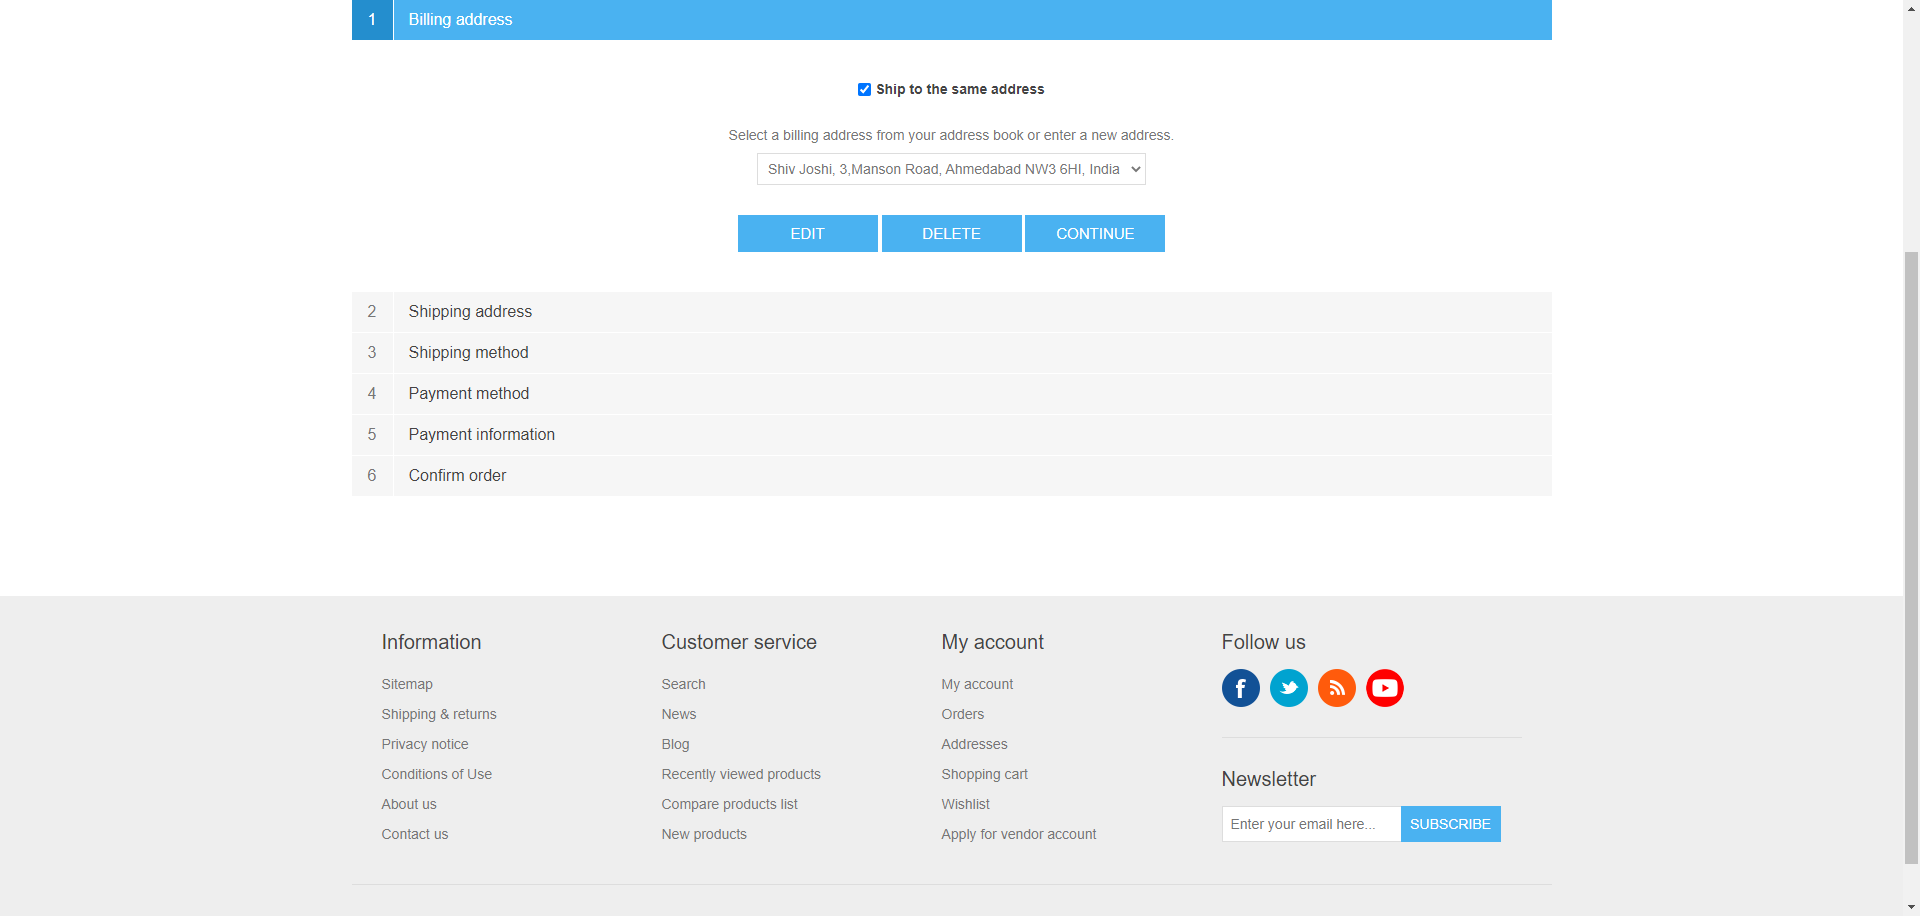 1 Billing address
Ship to the same address
Select a billing address from your address book or enter a new address.
Shiv Joshi, 3,Manson Road, Ahmedabad NW3 6HI, India
EDIT DELETE CONTINUE
2 Shipping address
3 Shipping method
4 Payment method
5 Payment information
6 Confirm order
Information
Sitemap
Shipping & returns
Privacy notice
Conditions of Use
About us
Contact us
Customer service
Search
News
Blog
Recently viewed products
Compare products list
New products
My account
My account
Orders
Addresses
Shopping cart
Wishlist
Apply for vendor account
Follow us
Newsletter
Enter your email here... SUBSCRIBE